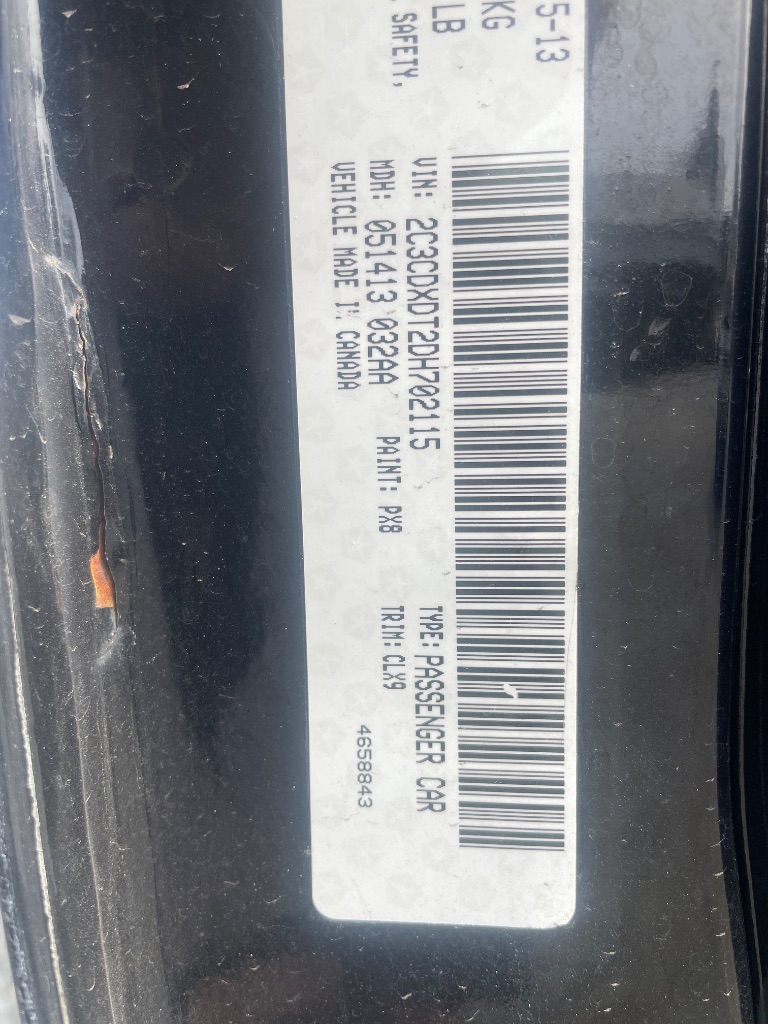 5-13
KG
LB
SAFETY,
VIN: 2C3CDXDT2DH702115 TYPE: PASSENGER CAR
MDH: 051413 032AA PAINT: PX8 TRIM: CLX9
VEHICLE MADE IN CANADA 4658843